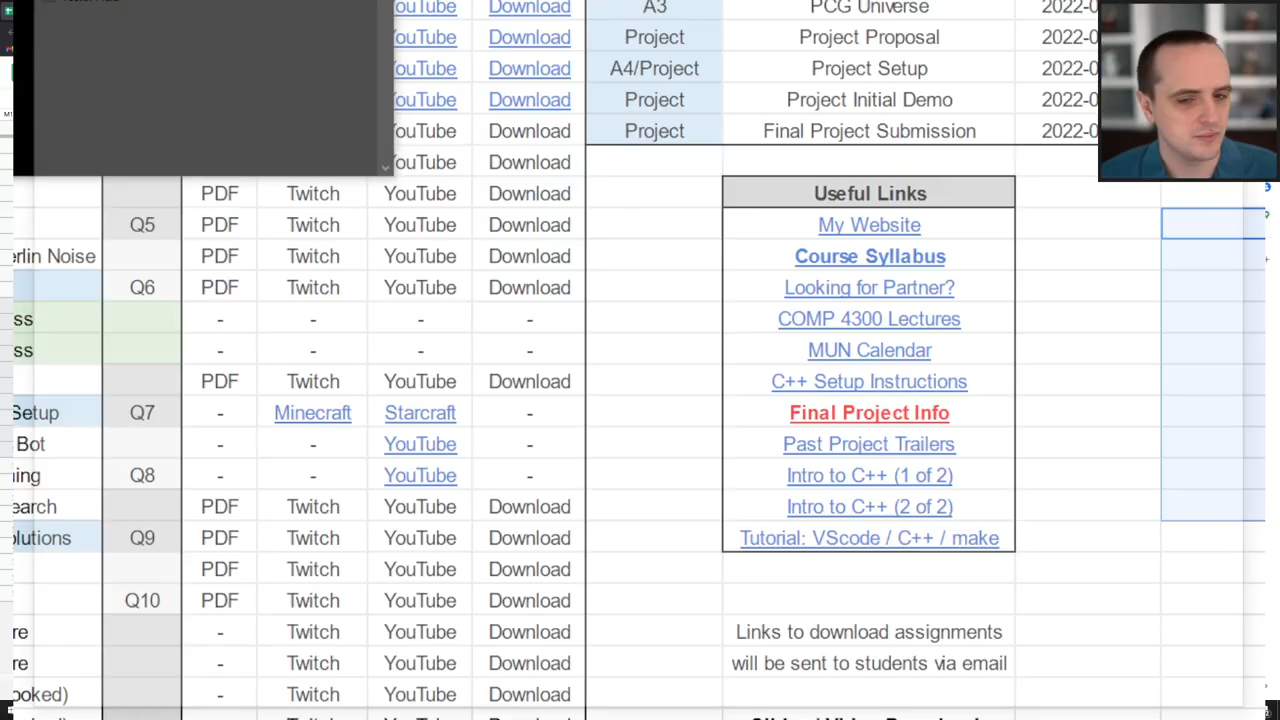 YouTube Download A3 PCG Universe 2022-0
YouTube Download Project Project Proposal 2022-0
YouTube Download A4/Project Project Setup 2022-0
YouTube Download Project Project Initial Demo 2022-0
YouTube Download Project Final Project Submission 2022-0
YouTube Download
PDF Twitch YouTube Download Useful Links
Q5 PDF Twitch YouTube Download My Website
erlin Noise PDF Twitch YouTube Download Course Syllabus
Q6 PDF Twitch YouTube Download Looking for Partner?
ss - - - - COMP 4300 Lectures
ss - - - - MUN Calendar
PDF Twitch YouTube Download C++ Setup Instructions
Setup Q7 - Minecraft Starcraft - Final Project Info
Bot - - YouTube - Past Project Trailers
ning Q8 - - YouTube - Intro to C++ (1 of 2)
earch PDF Twitch YouTube Download Intro to C++ (2 of 2)
olutions Q9 PDF Twitch YouTube Download Tutorial: VScode / C++ / make
PDF Twitch YouTube Download
Q10 PDF Twitch YouTube Download
re - Twitch YouTube Download Links to download assignments
re - Twitch YouTube Download will be sent to students via email
ooked) - Twitch YouTube Download